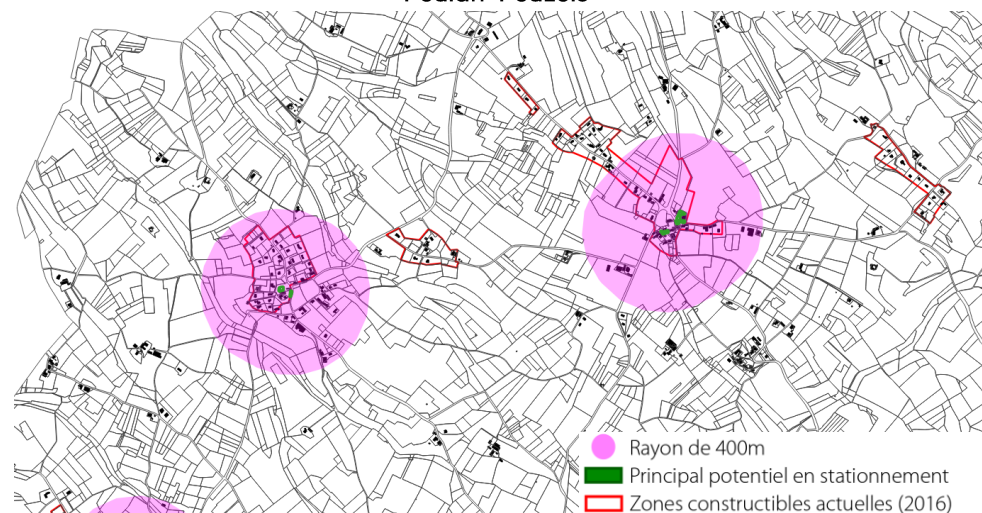 Rayon de 400m
Principal potentiel en stationnement
Zones constructibles actuelles (2016)